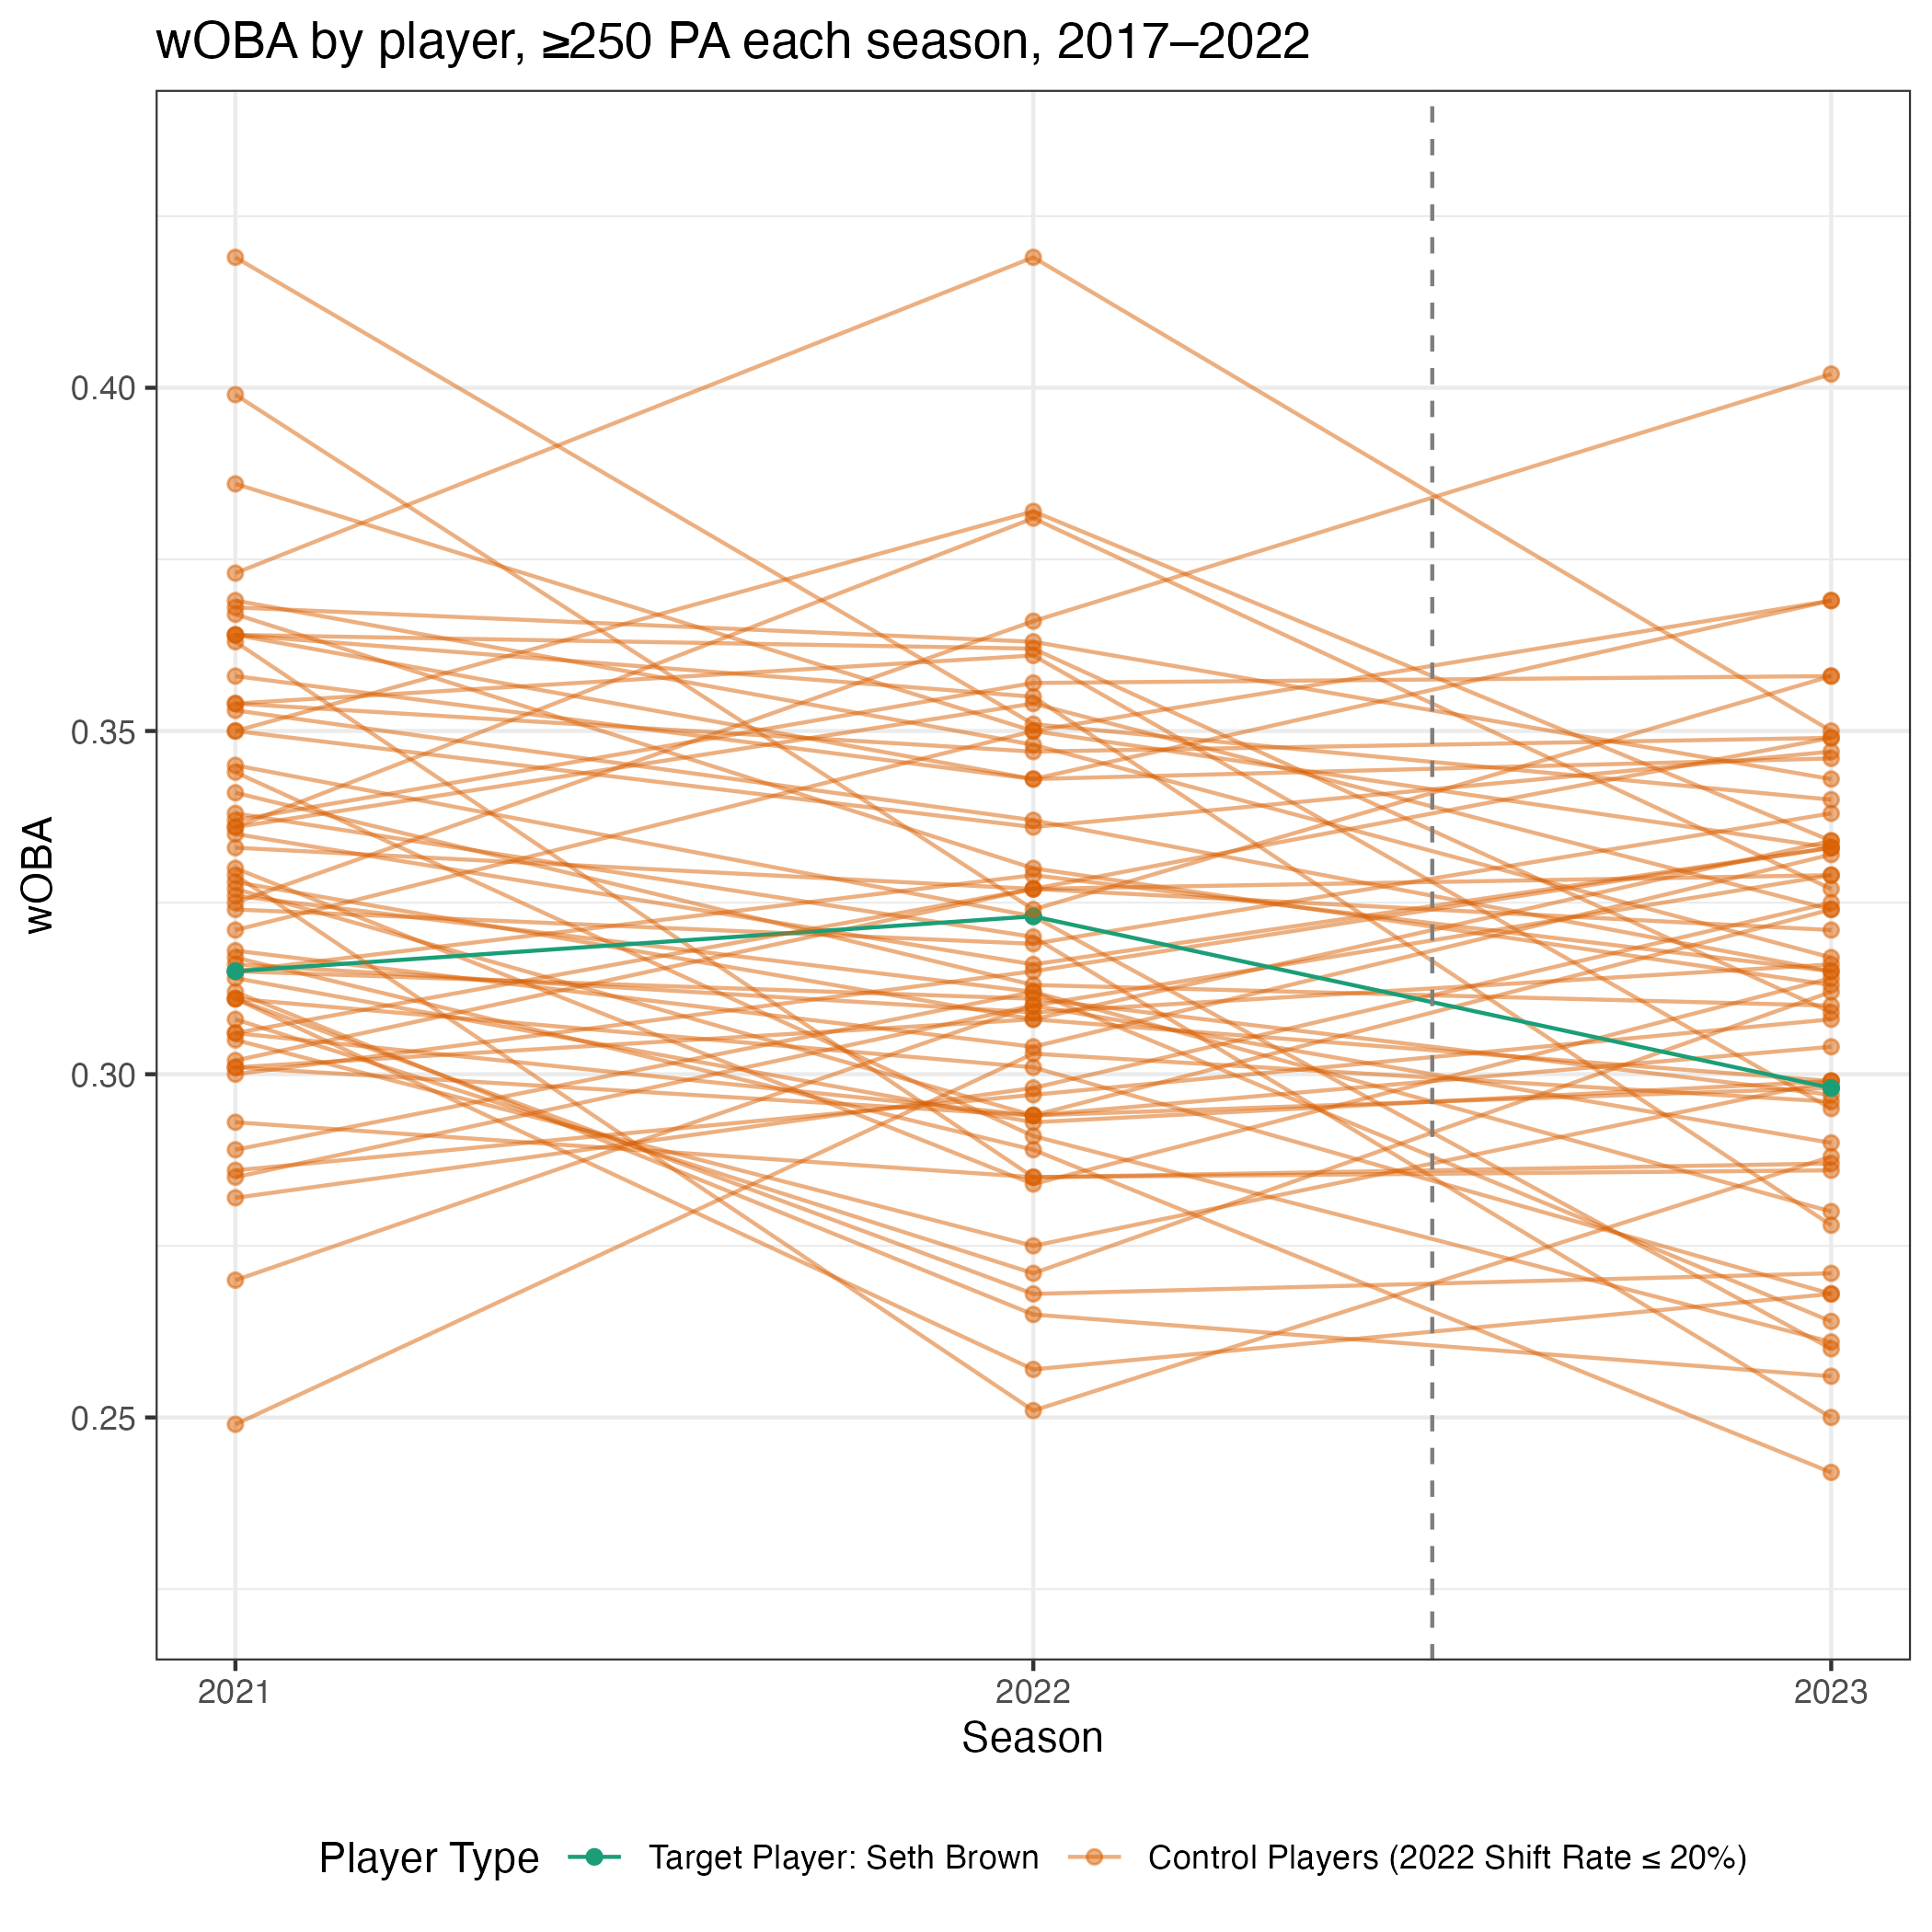 wOBA by player, ≥250 PA each season, 2017–2022
wOBA
0.40
0.35
0.30
0.25
2021 2022 2023
Season
Player Type Target Player: Seth Brown Control Players (2022 Shift Rate ≤ 20%)